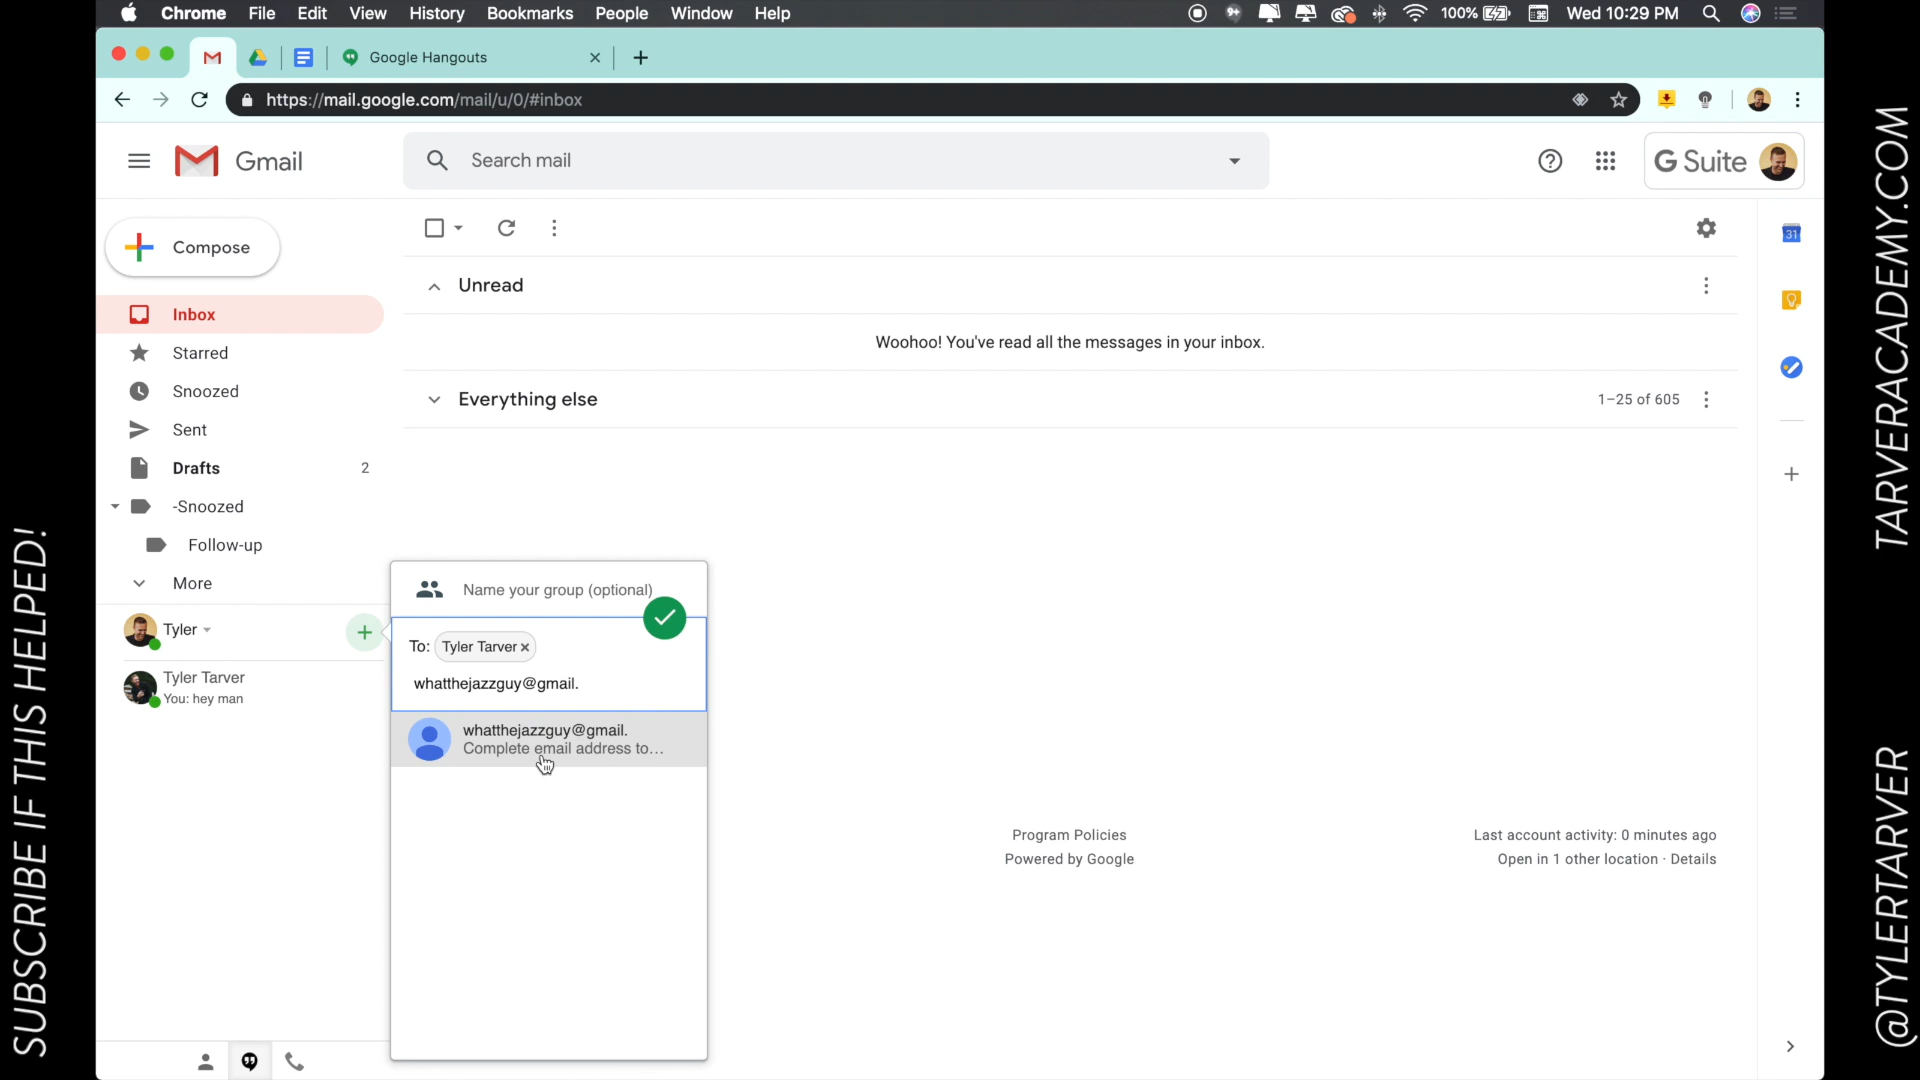 Chrome File Edit View History Bookmarks People Window Help
9+ 100% Wed 10:29 PM
Google Hangouts
https://mail.google.com/mail/u/0/#inbox
Gmail
Search mail
G Suite
Compose
31
Unread
Inbox
Woohoo! You've read all the messages in your inbox.
Starred
Snoozed
Everything else
1–25 of 605
Sent
Drafts 2
-Snoozed
Follow-up
More
Name your group (optional)
Tyler
To: Tyler Tarver
whatthejazzguy@gmail.
Tyler Tarver
You: hey man
whatthejazzguy@gmail.
Complete email address to...
Program Policies
Powered by Google
Last account activity: 0 minutes ago
Open in 1 other location · Details
SUBSCRIBE IF THIS HELPED!
TARVERACADEMY.COM
@TYLERTARVER